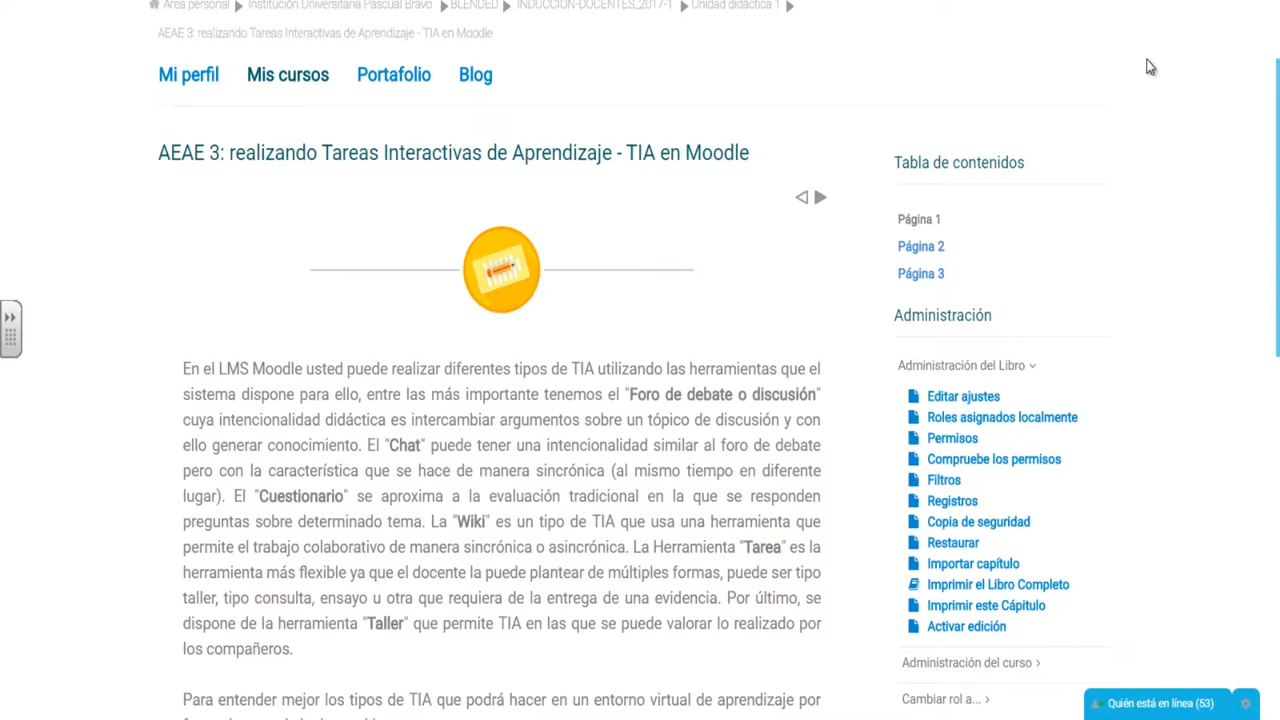 Área personal Institución Universitaria Pascual Bravo BLENDED INDUCCIÓN-DOCENTES_2017-1 Unidad didáctica 1
AEAE 3: realizando Tareas Interactivas de Aprendizaje - TIA en Moodle
Mi perfil Mis cursos Portafolio Blog
AEAE 3: realizando Tareas Interactivas de Aprendizaje - TIA en Moodle
En el LMS Moodle usted puede realizar diferentes tipos de TIA utilizando las herramientas que el
sistema dispone para ello, entre las más importante tenemos el "Foro de debate o discusión"
cuya intencionalidad didáctica es intercambiar argumentos sobre un tópico de discusión y con
ello generar conocimiento. El "Chat" puede tener una intencionalidad similar al foro de debate
pero con la característica que se hace de manera sincrónica (al mismo tiempo en diferente
lugar). El "Cuestionario" se aproxima a la evaluación tradicional en la que se responden
preguntas sobre determinado tema. La "Wiki" es un tipo de TIA que usa una herramienta que
permite el trabajo colaborativo de manera sincrónica o asincrónica. La Herramienta "Tarea" es la
herramienta más flexible ya que el docente la puede plantear de múltiples formas, puede ser tipo
taller, tipo consulta, ensayo u otra que requiera de la entrega de una evidencia. Por último, se
dispone de la herramienta "Taller" que permite TIA en las que se puede valorar lo realizado por
los compañeros.
Para entender mejor los tipos de TIA que podrá hacer en un entorno virtual de aprendizaje por
Tabla de contenidos
Página 1
Página 2
Página 3
Administración
Administración del Libro
Editar ajustes
Roles asignados localmente
Permisos
Compruebe los permisos
Filtros
Registros
Copia de seguridad
Restaurar
Importar capítulo
Imprimir el Libro Completo
Imprimir este Cápitulo
Activar edición
Administración del curso
Cambiar rol a...
Quién está en línea (53)